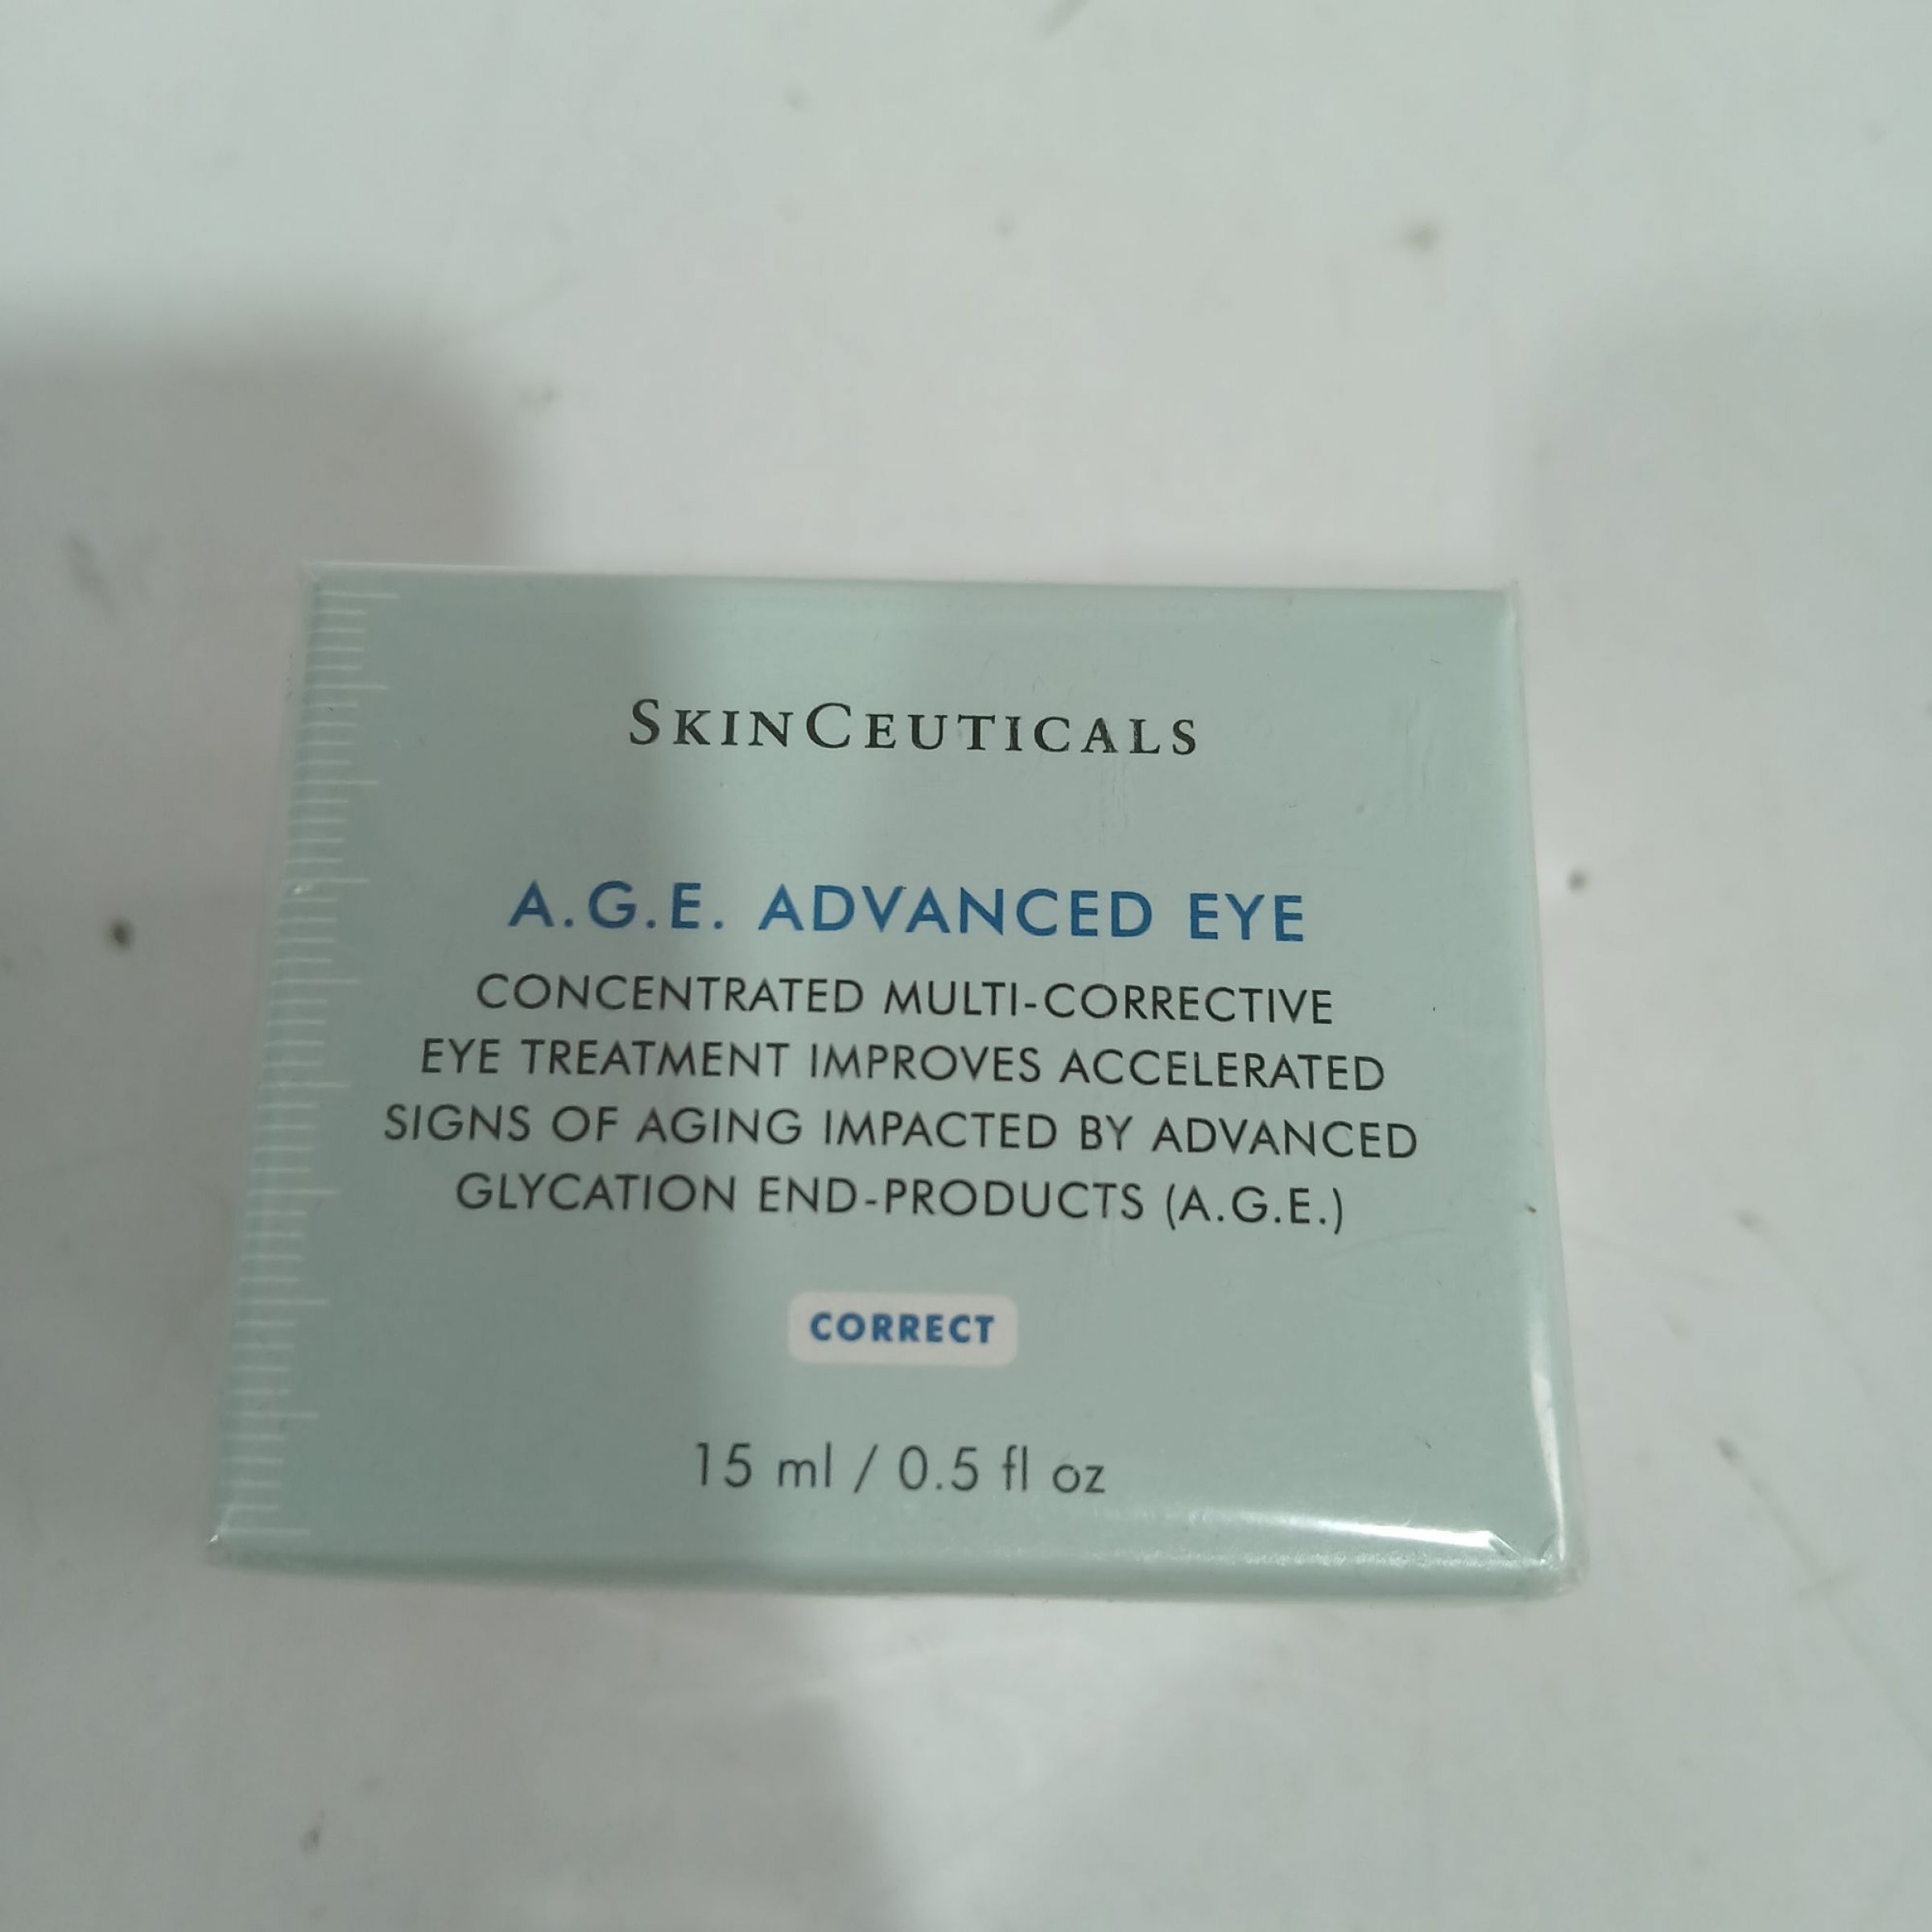 SKINCEUTICALS
A.G.E. ADVANCED EYE
CONCENTRATED MULTI-CORRECTIVE
EYE TREATMENT IMPROVES ACCELERATED
SIGNS OF AGING IMPACTED BY ADVANCED
GLYCATION END-PRODUCTS (A.G.E.)
CORRECT
15 ml / 0.5 fl oz